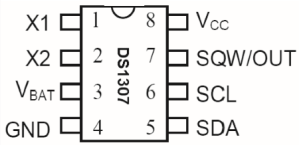 X1 1 8 VCC
X2 2 7 SQW/OUT
VBAT 3 6 SCL
GND 4 5 SDA
DS1307